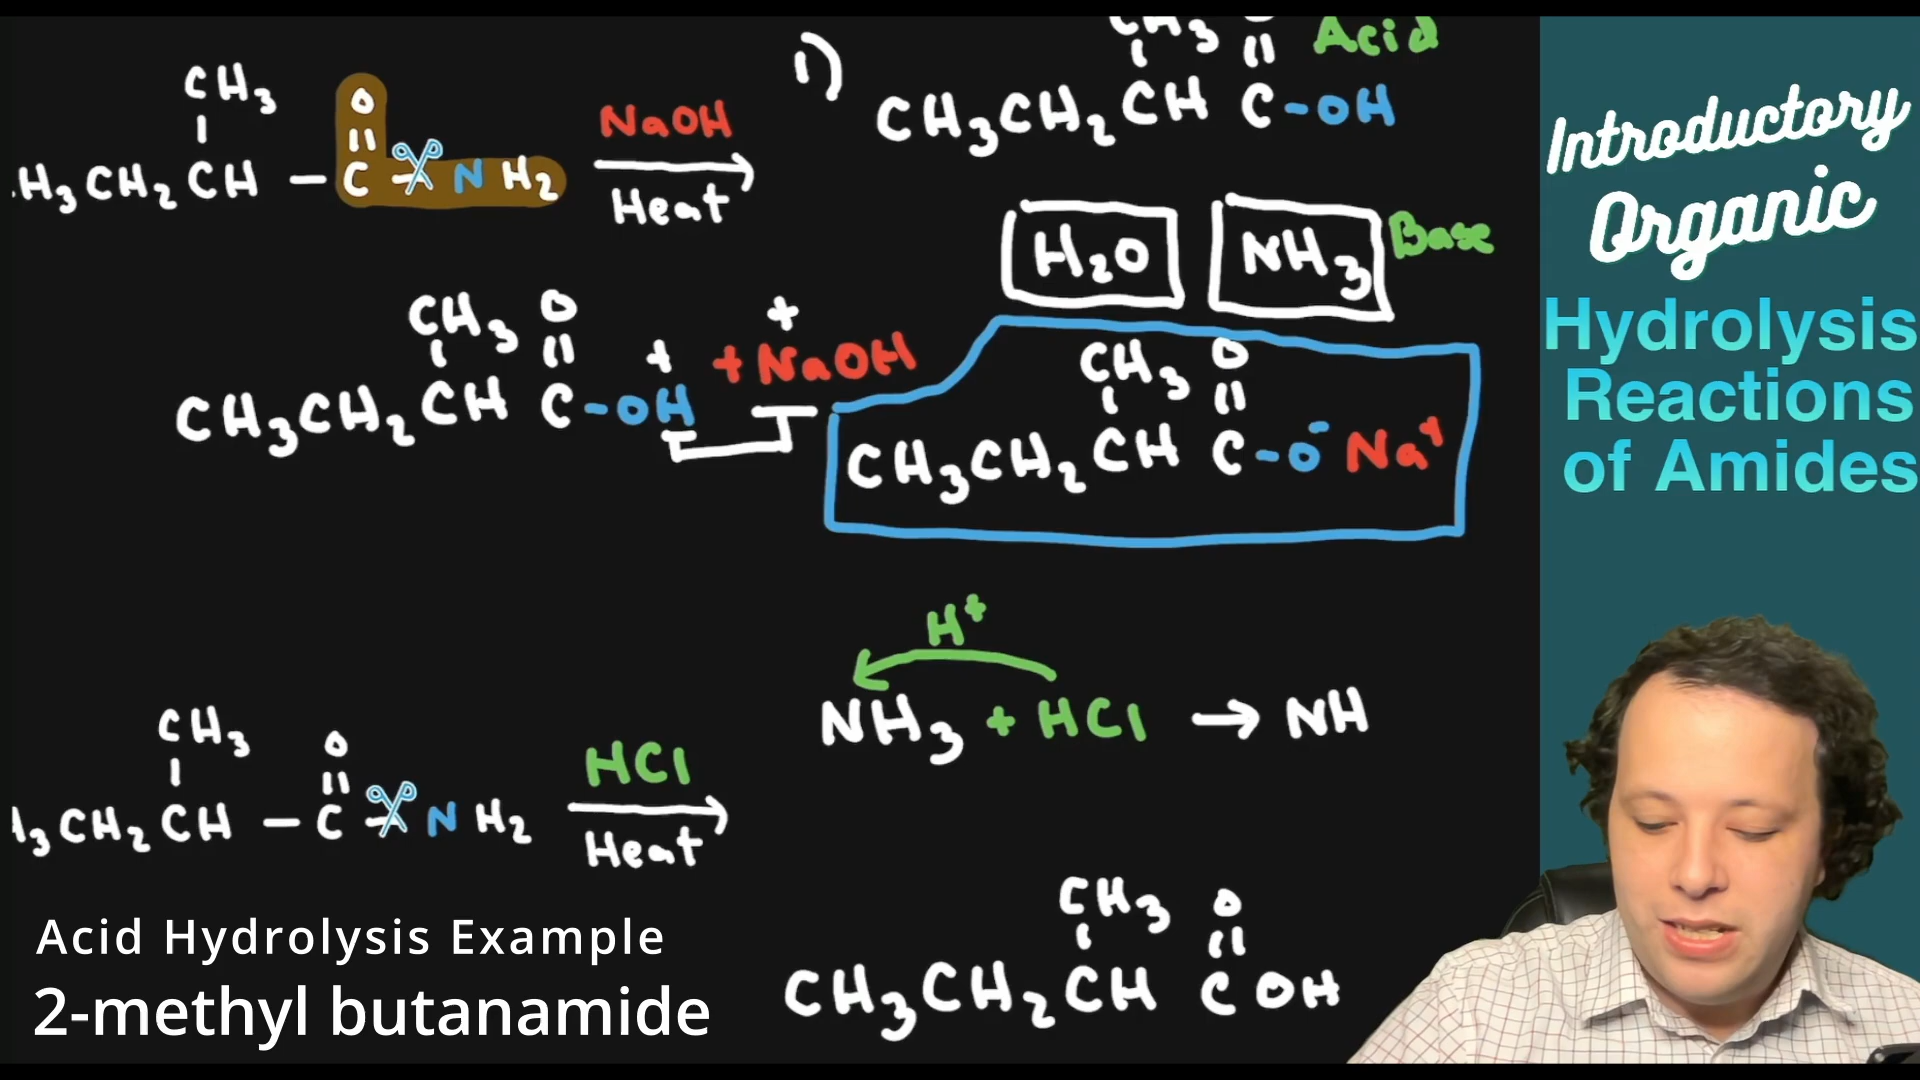 1)
CH3 O Acid
CH3CH2CH C-OH
CH3 O
H3CH2CH - C - NH2
NaOH
Heat
H2O NH3 Base
CH3 O
CH3CH2CH C-OH
+ + NaOH
+
CH3 O
CH3CH2CH C-O- Na+
H+
NH3 + HCl → NH
CH3 O
3CH2CH - C - NH2
HCl
Heat
CH3 O
CH3CH2CH COH
Acid Hydrolysis Example
2-methyl butanamide
Introductory
Organic
Hydrolysis
Reactions
of Amides